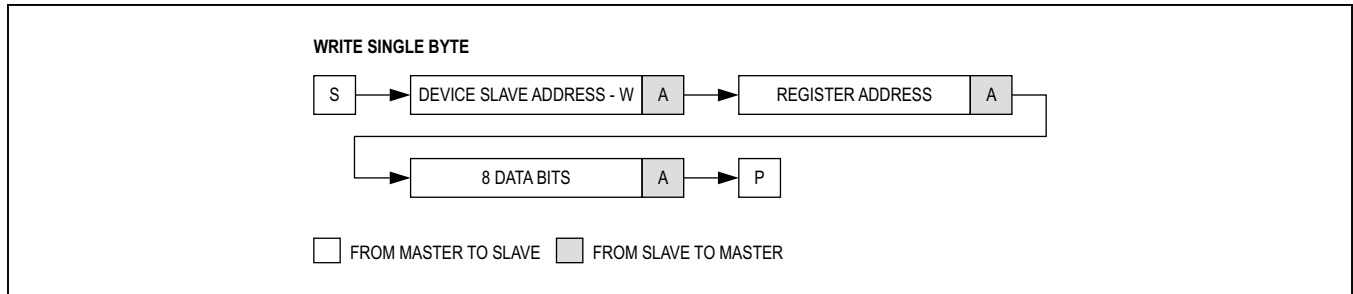 WRITE SINGLE BYTE
S DEVICE SLAVE ADDRESS - W A REGISTER ADDRESS A
8 DATA BITS A P
FROM MASTER TO SLAVE FROM SLAVE TO MASTER